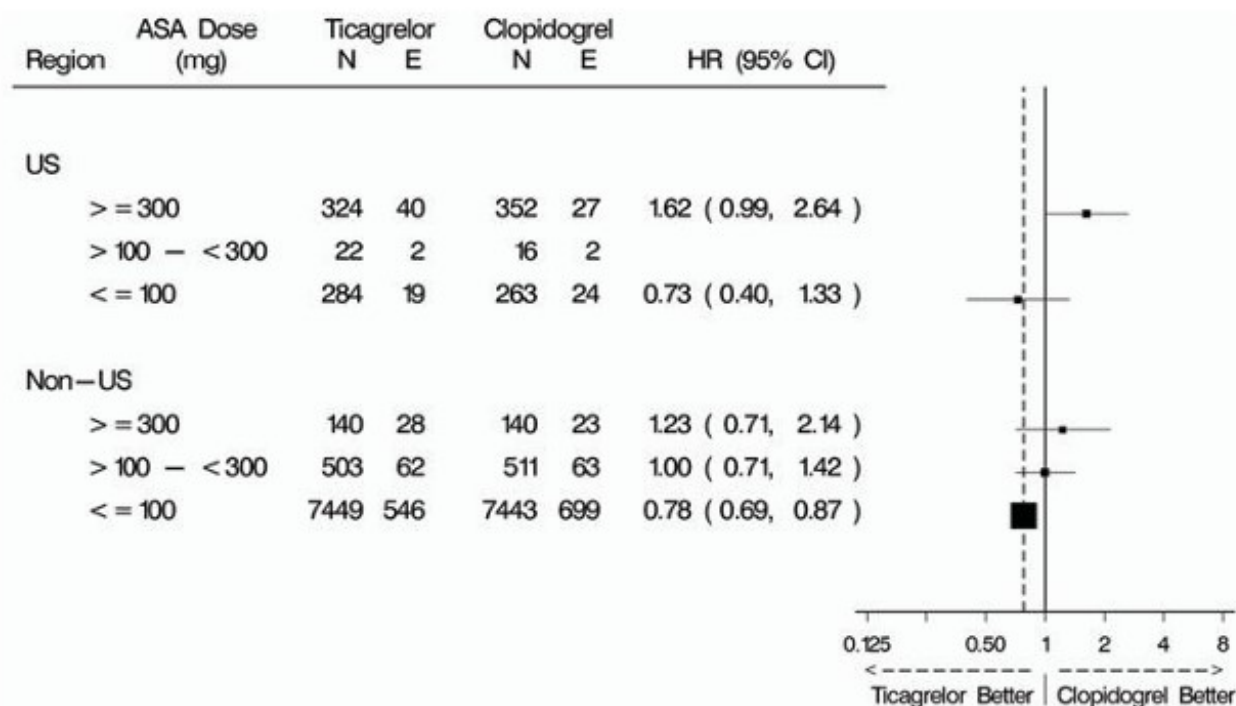 ASA Dose Ticagrelor Clopidogrel
Region (mg) N E N E HR (95% CI)
US
>=300 324 40 352 27 1.62 ( 0.99, 2.64 )
>100 – <300 22 2 16 2
<=100 284 19 263 24 0.73 ( 0.40, 1.33 )
Non–US
>=300 140 28 140 23 1.23 ( 0.71, 2.14 )
>100 – <300 503 62 511 63 1.00 ( 0.71, 1.42 )
<=100 7449 546 7443 699 0.78 ( 0.69, 0.87 )
0.125 0.50 1 2 4 8
Ticagrelor Better Clopidogrel Better